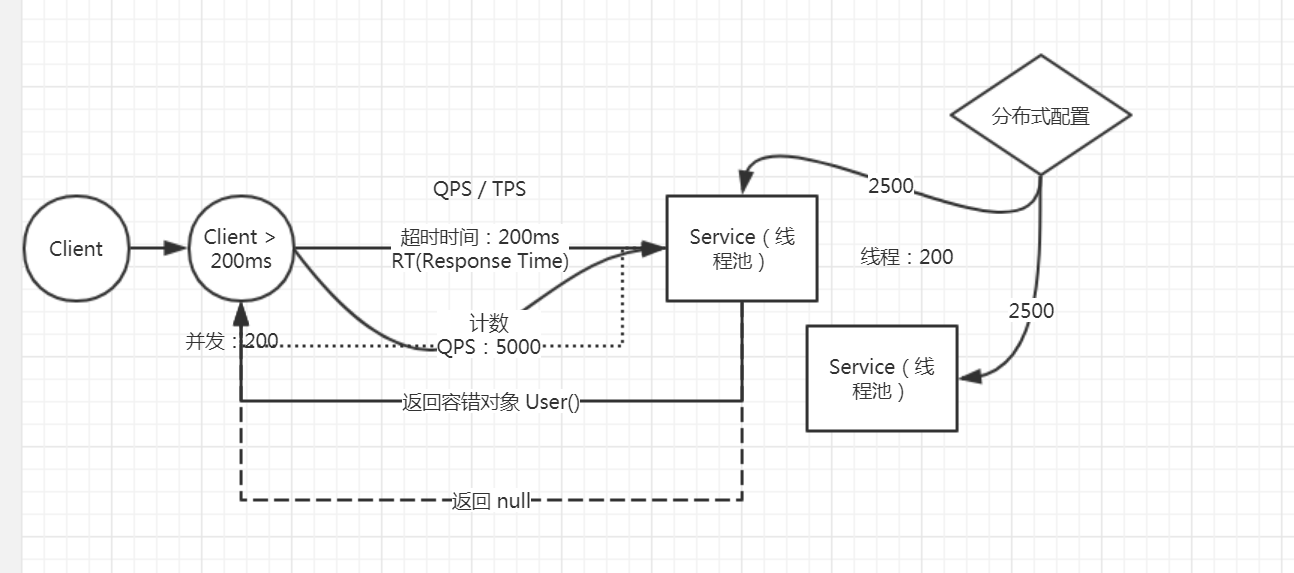 分布式配置
2500
QPS / TPS
Client
Client >
200ms
超时时间：200ms
RT(Response Time)
Service（线
程池）
线程：200
2500
计数
QPS：5000
并发：200
Service（线
程池）
返回容错对象 User()
返回 null